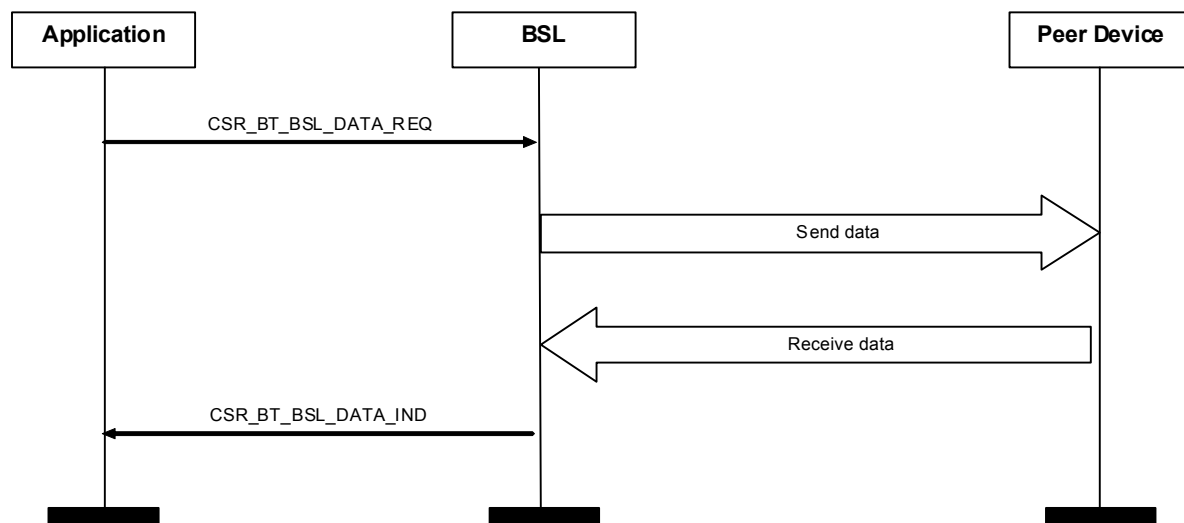 Application
BSL
Peer Device
CSR_BT_BSL_DATA_REQ
Send data
Receive data
CSR_BT_BSL_DATA_IND